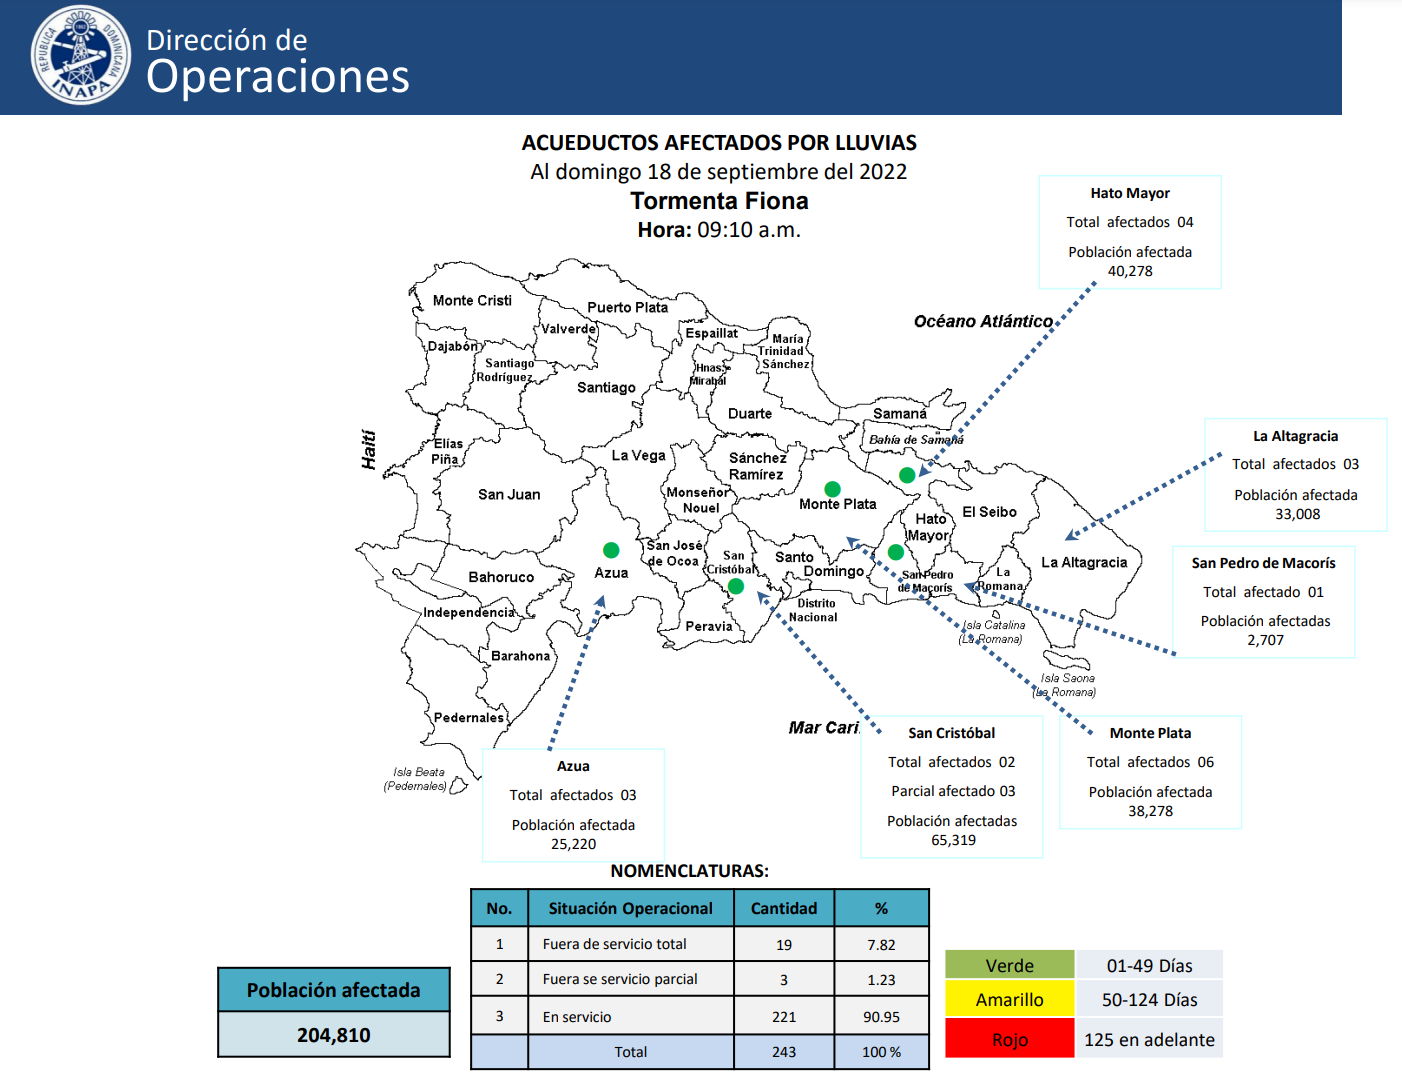 REPUBLICA DOMINICANA
INAPA
Dirección de
Operaciones
ACUEDUCTOS AFECTADOS POR LLUVIAS
Al domingo 18 de septiembre del 2022
Tormenta Fiona
Hora: 09:10 a.m.
Hato Mayor
Total afectados 04
Población afectada
40,278
Océano Atlántico
Monte Cristi
Puerto Plata
Valverde
Espaillat
María
Trinidad
Sánchez
Dajabón
Santiago
Rodríguez
Hnas.
Mirabal
Santiago
Duarte
Samaná
Bahía de Samaná
Haití
Elías
Piña
La Vega
Sánchez
Ramírez
San Juan
Monseñor
Nouel
Monte Plata
Hato
Mayor
El Seibo
La Altagracia
San José
de Ocoa
San
Cristóbal
Santo
Domingo
San Pedro
de Macorís
La
Romana
Azua
Bahoruco
Independencia
Peravia
Distrito
Nacional
Isla Catalina
(La Romana)
Barahona
Isla Saona
(La Romana)
Pedernales
Mar Cari
Isla Beata
(Pedernales)
La Altagracia
Total afectados 03
Población afectada
33,008
San Pedro de Macorís
Total afectado 01
Población afectadas
2,707
Azua
Total afectados 03
Población afectada
25,220
San Cristóbal
Total afectados 02
Parcial afectado 03
Población afectadas
65,319
Monte Plata
Total afectados 06
Población afectada
38,278
NOMENCLATURAS:
No. Situación Operacional Cantidad %
1 Fuera de servicio total 19 7.82
2 Fuera se servicio parcial 3 1.23
3 En servicio 221 90.95
Total 243 100 %
Población afectada
204,810
Verde 01-49 Días
Amarillo 50-124 Días
Rojo 125 en adelante